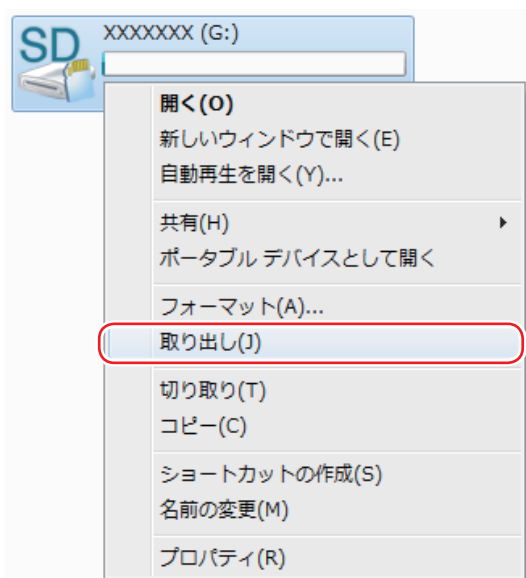 SD
XXXXXXX (G:)
開く(O)
新しいウィンドウで開く(E)
自動再生を開く(Y)...
共有(H)
ポータブル デバイスとして開く
フォーマット(A)...
取り出し(J)
切り取り(T)
コピー(C)
ショートカットの作成(S)
名前の変更(M)
プロパティ(R)